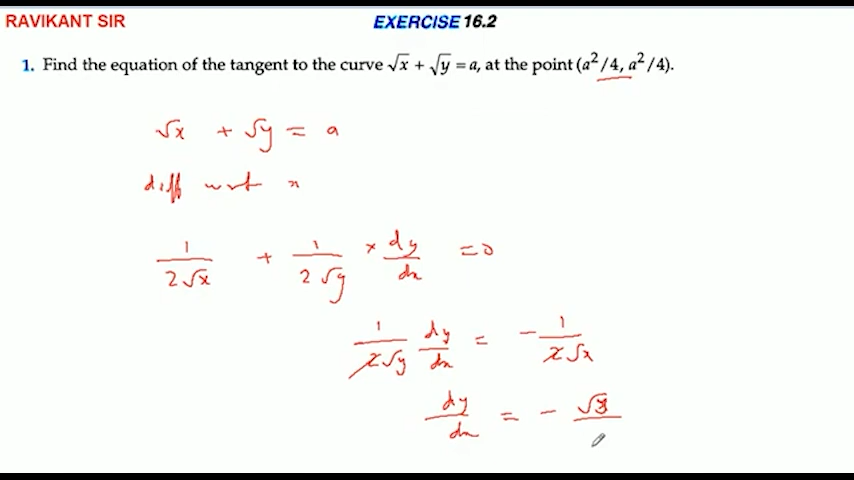 RAVIKANT SIR
EXERCISE 16.2
1. Find the equation of the tangent to the curve √x + √y = a, at the point (a²/4, a²/4).
√x + √y = a
diff wrt x
1/(2√x) + 1/(2√y) × dy/dx = 0
1/(2√y) dy/dx = - 1/(2√x)
dy/dx = - √y